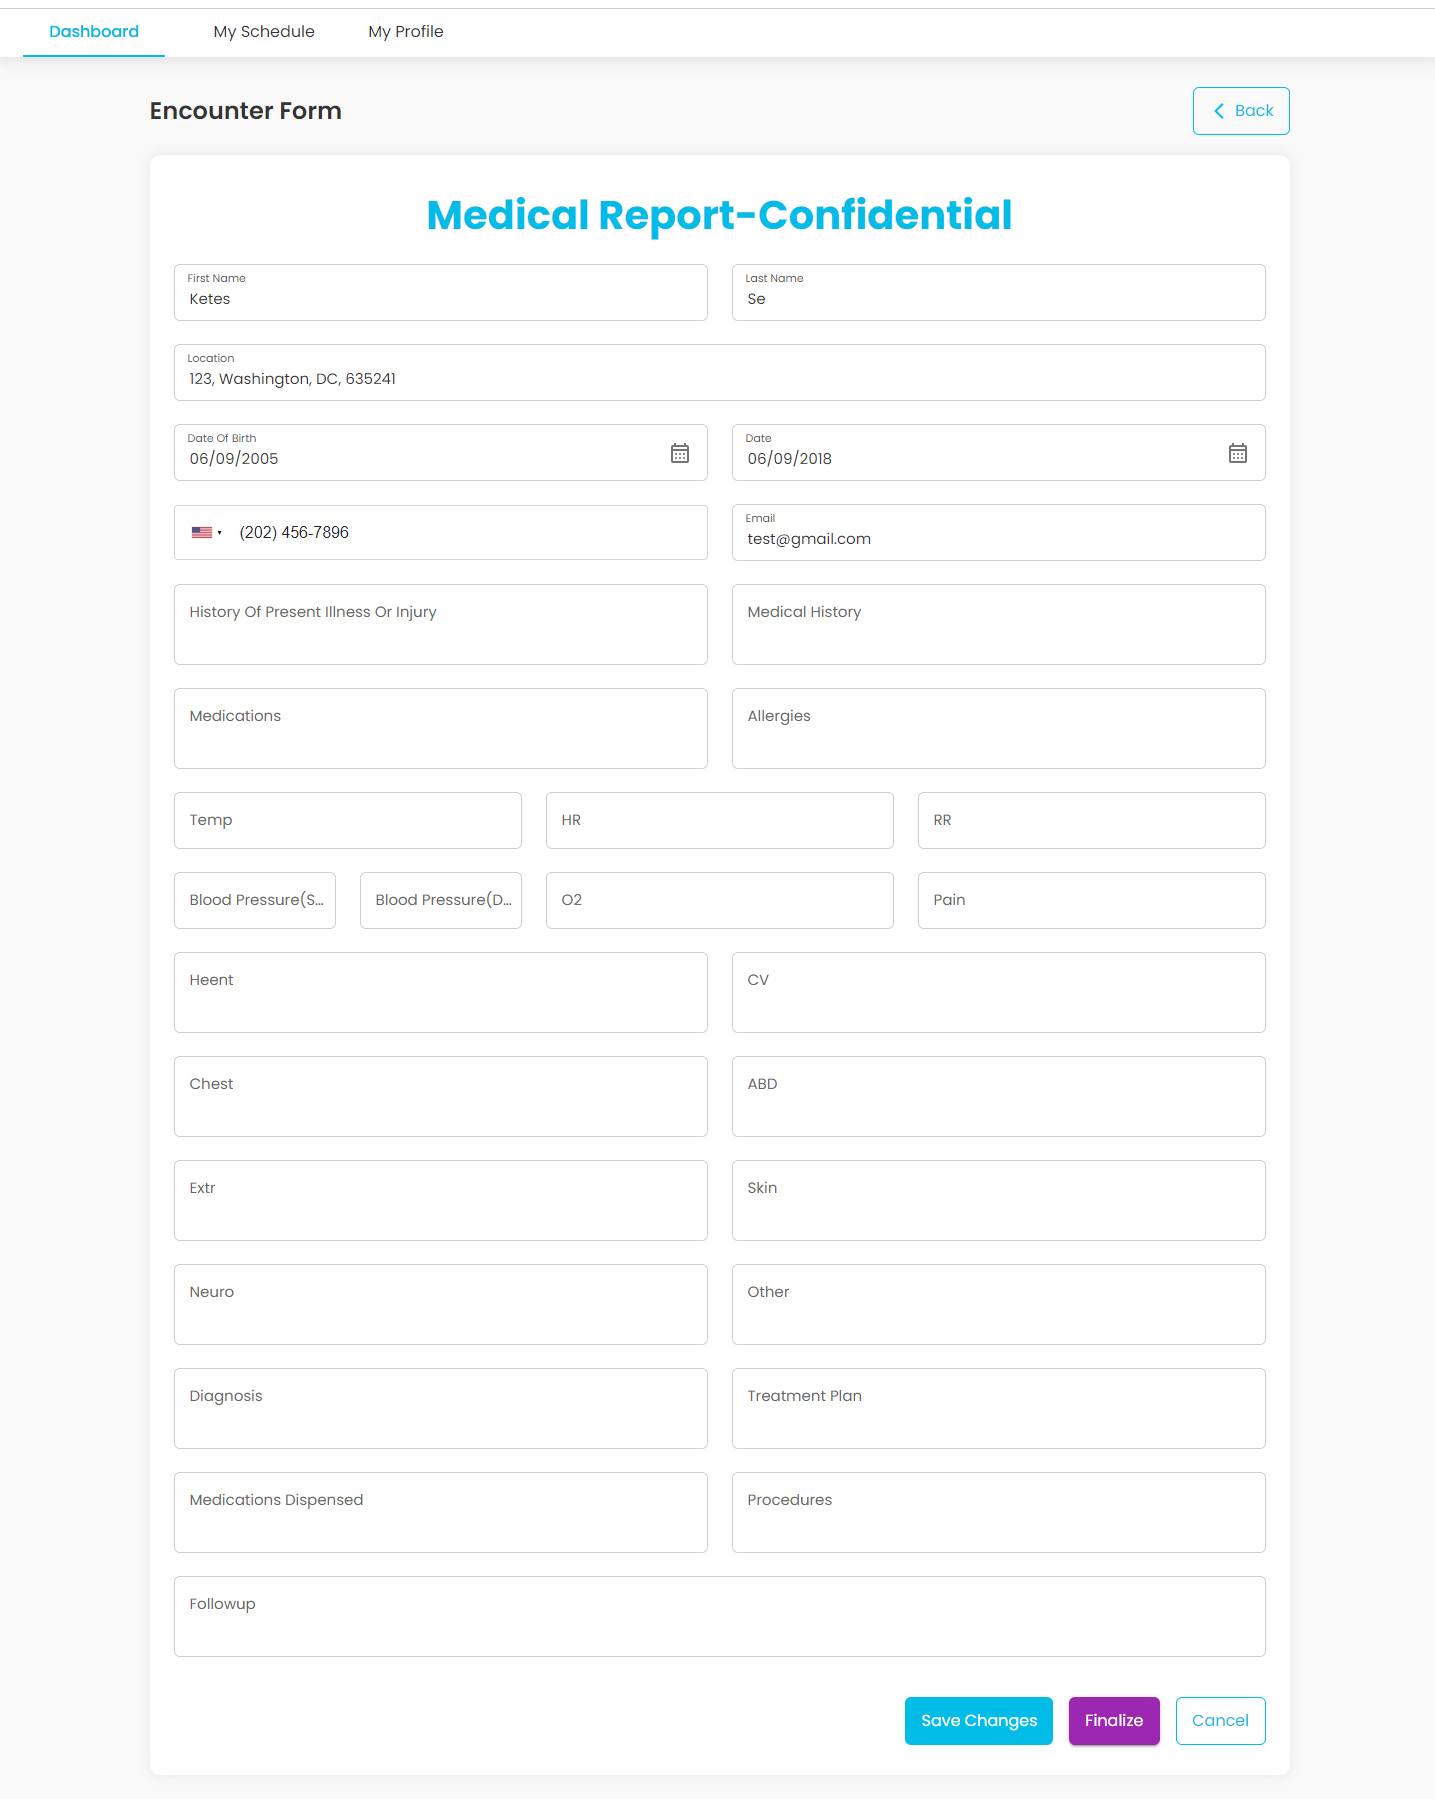 Dashboard My Schedule My Profile
Encounter Form
Back
Medical Report-Confidential
First Name
Ketes
Last Name
Se
Location
123, Washington, DC, 635241
Date Of Birth
06/09/2005
Date
06/09/2018
(202) 456-7896
Email
test@gmail.com
History Of Present Illness Or Injury
Medical History
Medications
Allergies
Temp
HR
RR
Blood Pressure(S...
Blood Pressure(D...
O2
Pain
Heent
CV
Chest
ABD
Extr
Skin
Neuro
Other
Diagnosis
Treatment Plan
Medications Dispensed
Procedures
Followup
Save Changes
Finalize
Cancel